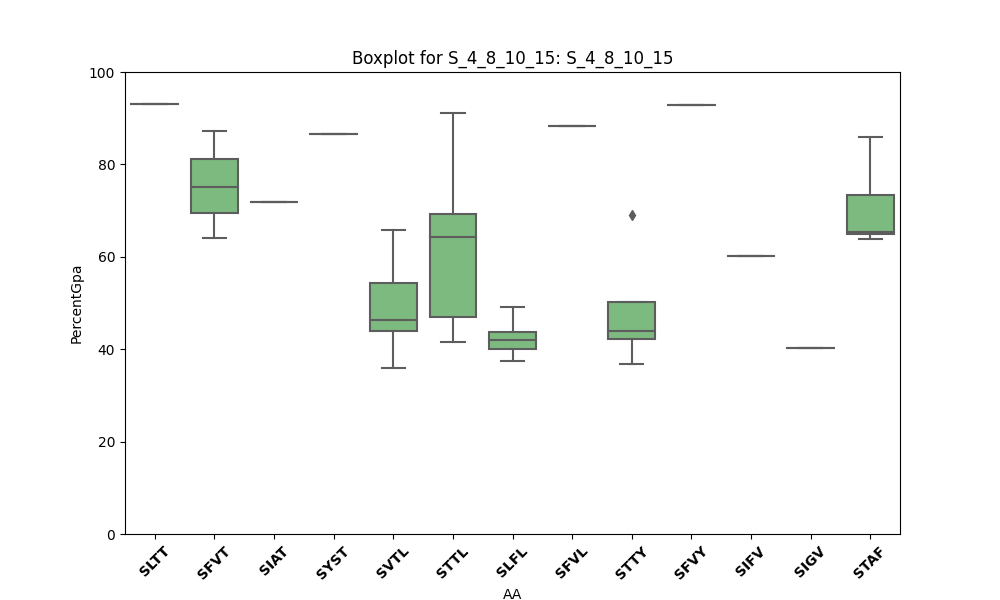 Boxplot for S_4_8_10_15: S_4_8_10_15
100
80
60
40
20
0
PercentGpa
SLTT SFVT SIAT SYST SVTL STTL SLFL SFVL STTY SFVY SIFV SIGV STAF
AA